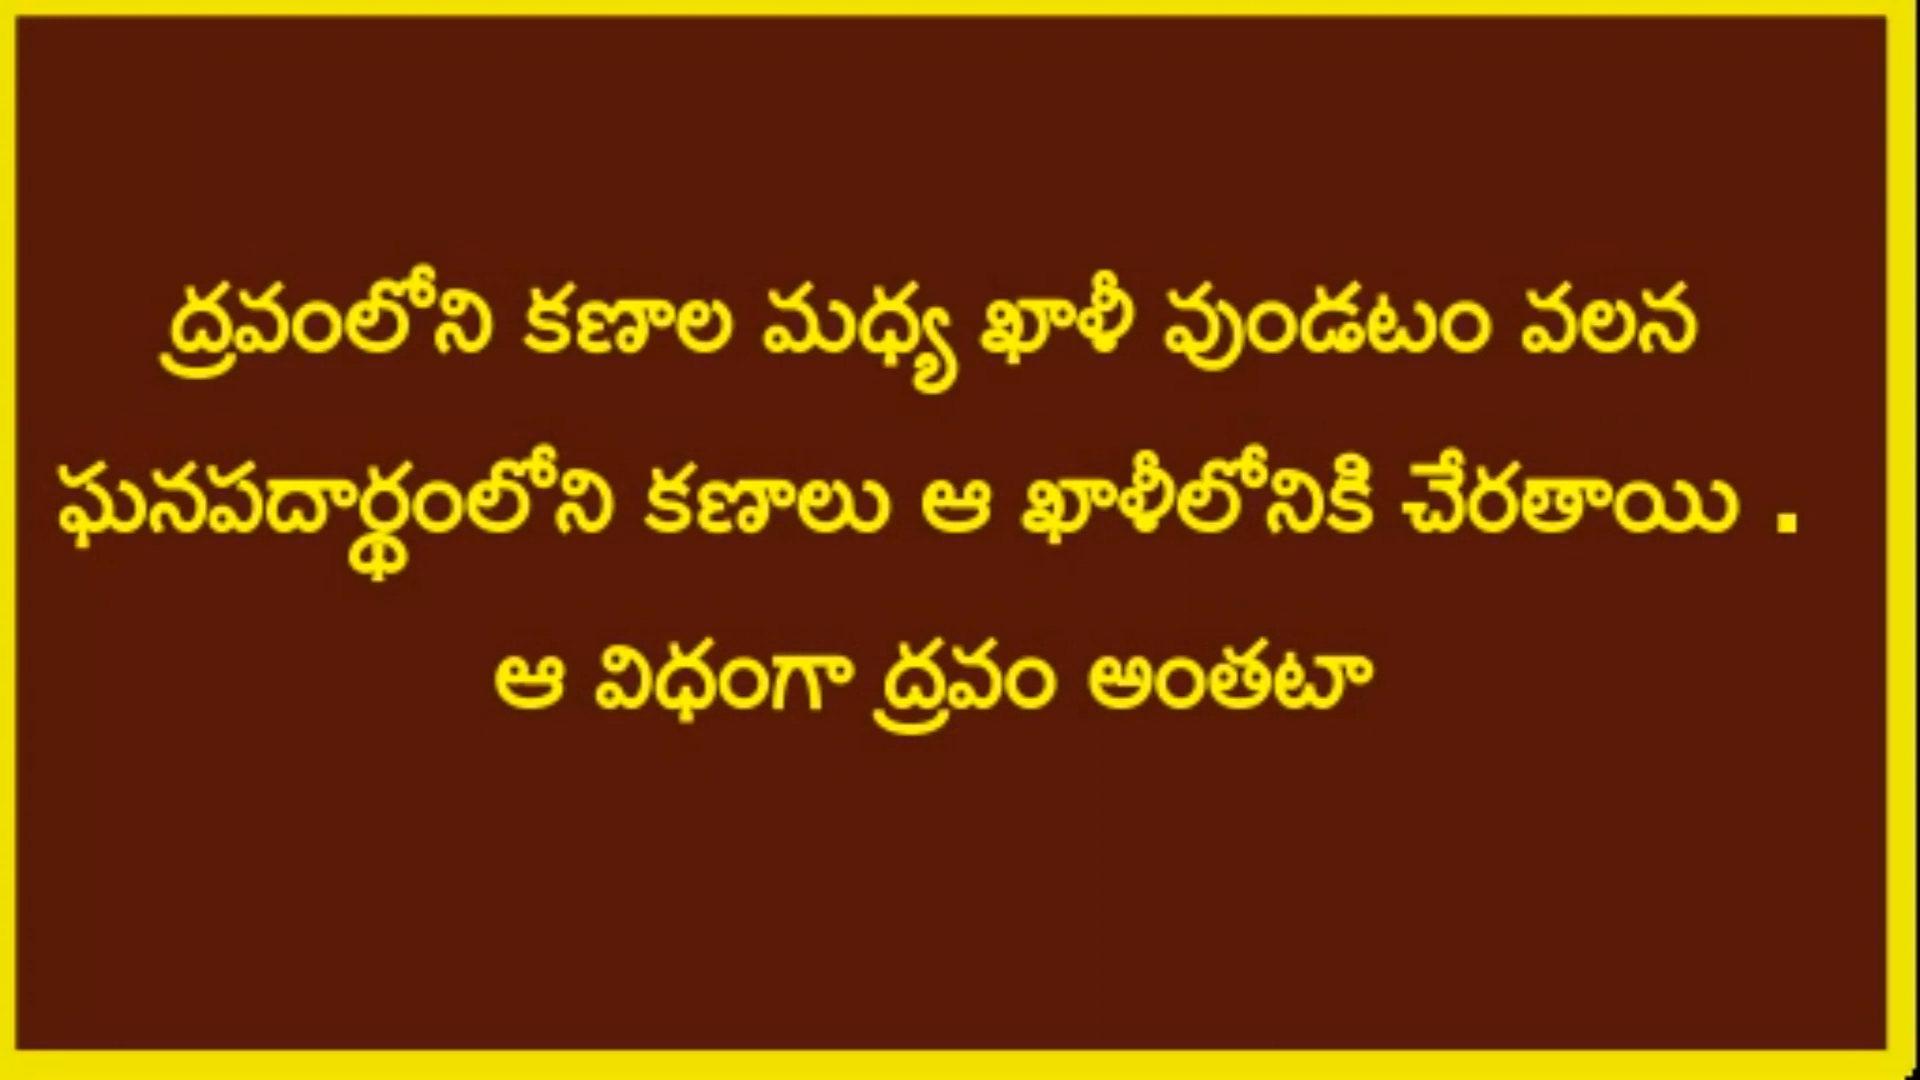 ద్రవంలోని కణాల మధ్య ఖాళీ వుండటం వలన
ఘనపదార్థంలోని కణాలు ఆ ఖాళీలోనికి చేరతాయి .
ఆ విధంగా ద్రవం అంతటా